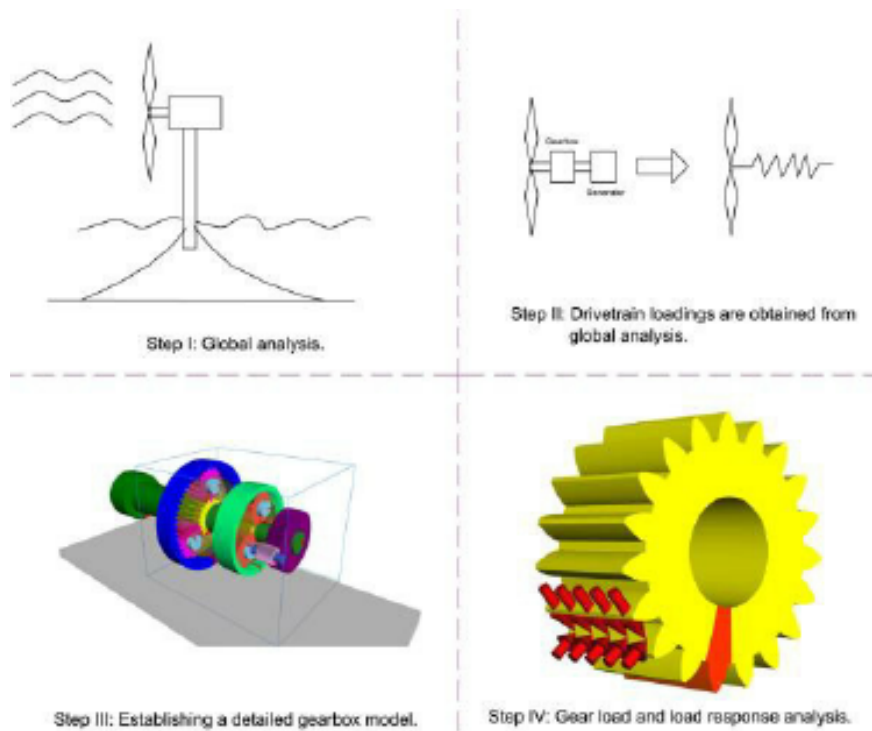 Gearbox
Generator
Step I: Global analysis.
Step II: Drivetrain loadings are obtained from
global analysis.
Step III: Establishing a detailed gearbox model.
Step IV: Gear load and load response analysis.